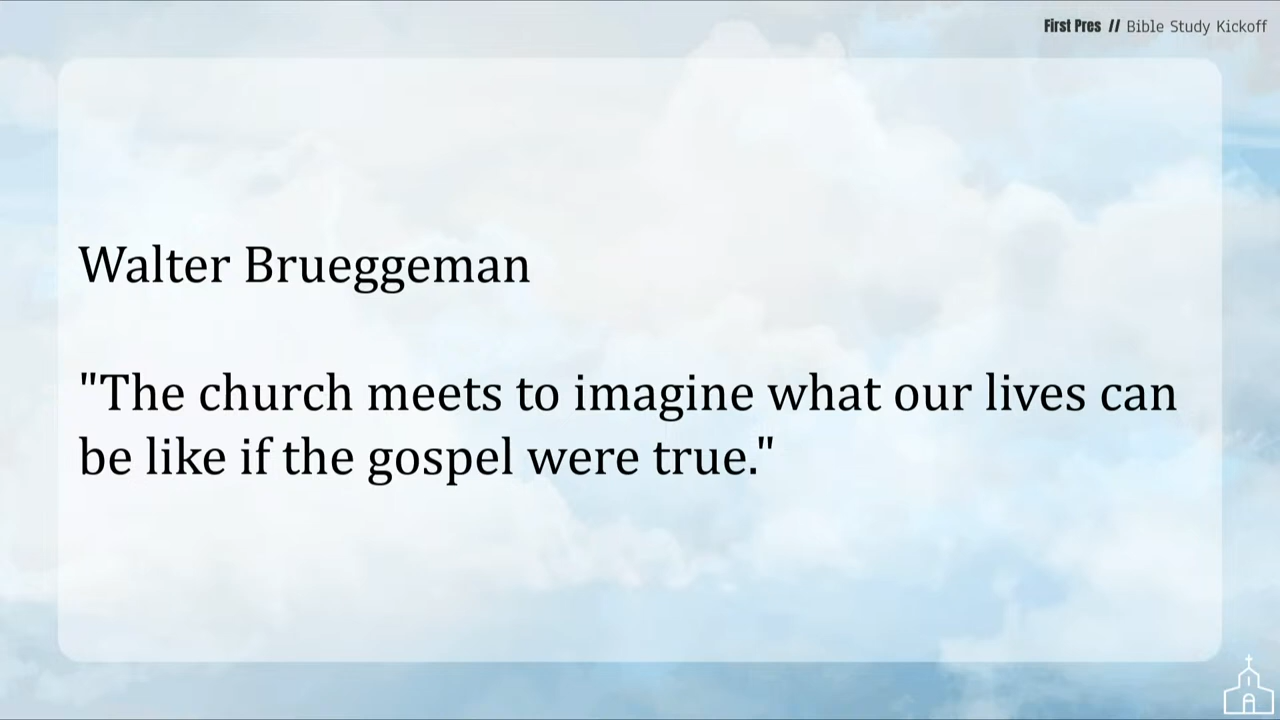 First Pres // Bible Study Kickoff
Walter Brueggeman
"The church meets to imagine what our lives can
be like if the gospel were true."